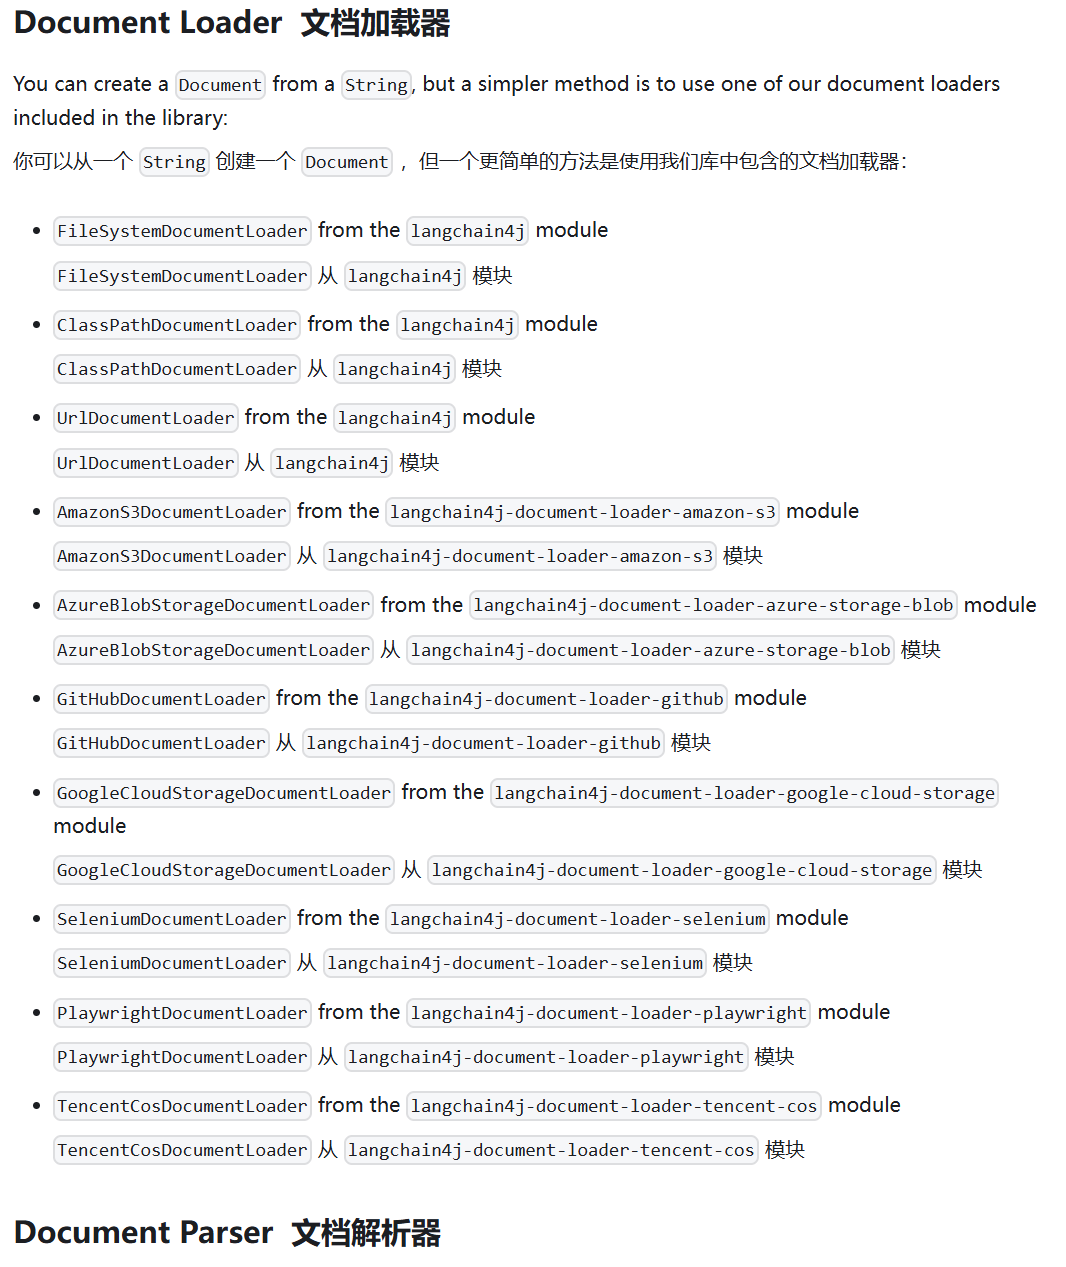 Document Loader 文档加载器
You can create a Document from a String, but a simpler method is to use one of our document loaders
included in the library:
你可以从一个 String 创建一个 Document ，但一个更简单的方法是使用我们库中包含的文档加载器：
• FileSystemDocumentLoader from the langchain4j module
FileSystemDocumentLoader 从 langchain4j 模块
• ClassPathDocumentLoader from the langchain4j module
ClassPathDocumentLoader 从 langchain4j 模块
• UrlDocumentLoader from the langchain4j module
UrlDocumentLoader 从 langchain4j 模块
• AmazonS3DocumentLoader from the langchain4j-document-loader-amazon-s3 module
AmazonS3DocumentLoader 从 langchain4j-document-loader-amazon-s3 模块
• AzureBlobStorageDocumentLoader from the langchain4j-document-loader-azure-storage-blob module
AzureBlobStorageDocumentLoader 从 langchain4j-document-loader-azure-storage-blob 模块
• GitHubDocumentLoader from the langchain4j-document-loader-github module
GitHubDocumentLoader 从 langchain4j-document-loader-github 模块
• GoogleCloudStorageDocumentLoader from the langchain4j-document-loader-google-cloud-storage
module
GoogleCloudStorageDocumentLoader 从 langchain4j-document-loader-google-cloud-storage 模块
• SeleniumDocumentLoader from the langchain4j-document-loader-selenium module
SeleniumDocumentLoader 从 langchain4j-document-loader-selenium 模块
• PlaywrightDocumentLoader from the langchain4j-document-loader-playwright module
PlaywrightDocumentLoader 从 langchain4j-document-loader-playwright 模块
• TencentCosDocumentLoader from the langchain4j-document-loader-tencent-cos module
TencentCosDocumentLoader 从 langchain4j-document-loader-tencent-cos 模块
Document Parser 文档解析器